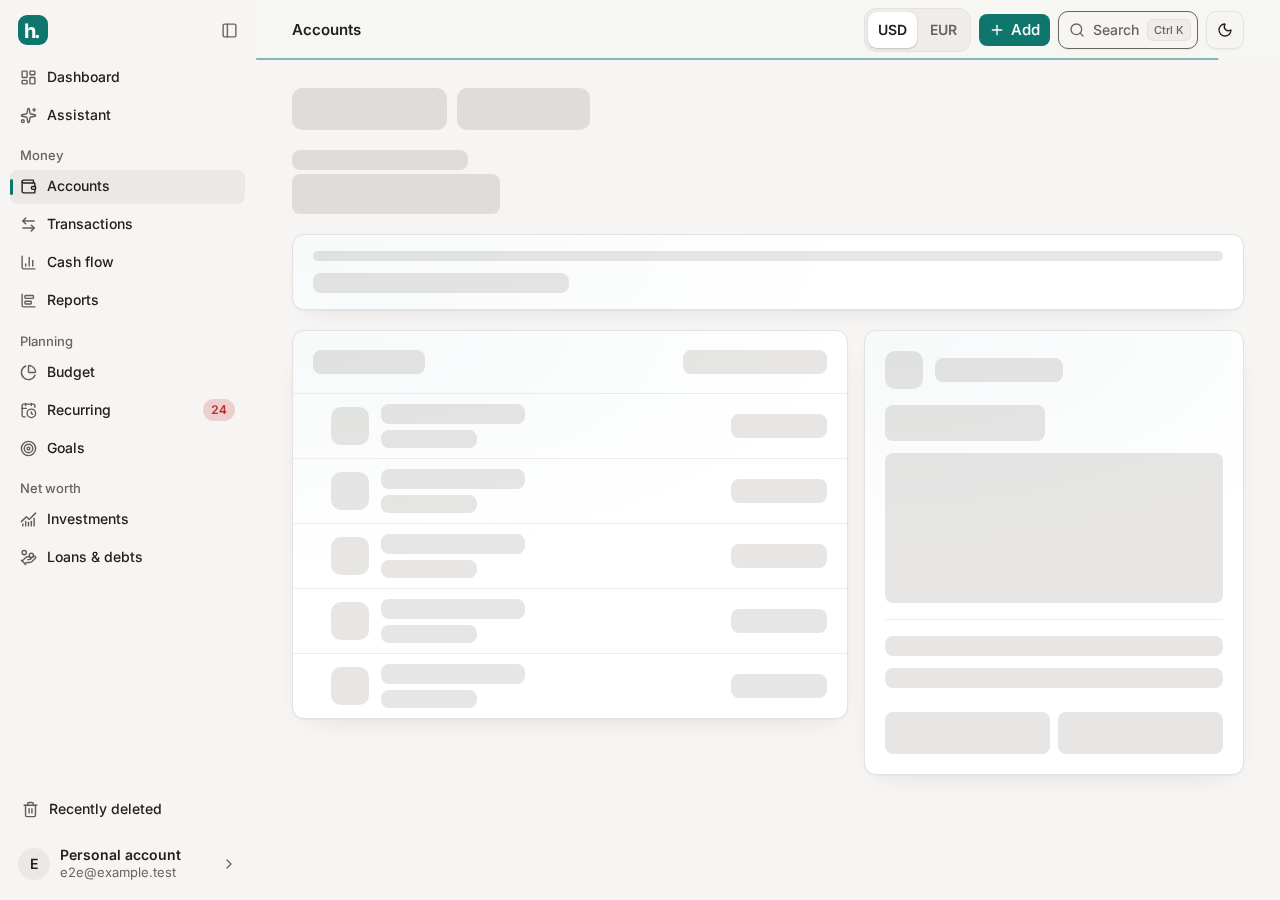 h.
Dashboard
Assistant
Money
Accounts
Transactions
Cash flow
Reports
Planning
Budget
Recurring 24
Goals
Net worth
Investments
Loans & debts
Recently deleted
E
Personal account
e2e@example.test
Accounts
USD EUR
Add
Search Ctrl K